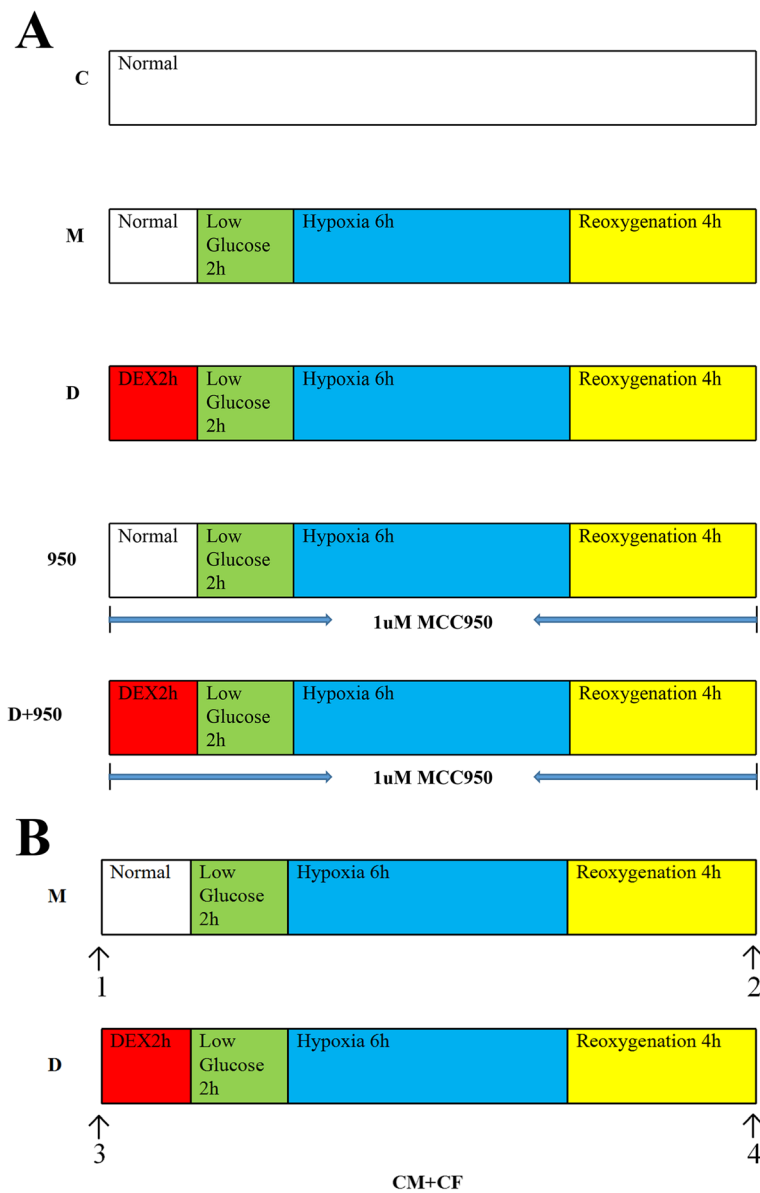 A
C
Normal
M
Normal
Low
Glucose
2h
Hypoxia 6h
Reoxygenation 4h
D
DEX2h
Low
Glucose
2h
Hypoxia 6h
Reoxygenation 4h
950
Normal
Low
Glucose
2h
Hypoxia 6h
Reoxygenation 4h
1uM MCC950
D+950
DEX2h
Low
Glucose
2h
Hypoxia 6h
Reoxygenation 4h
1uM MCC950
B
M
Normal
Low
Glucose
2h
Hypoxia 6h
Reoxygenation 4h
1
2
D
DEX2h
Low
Glucose
2h
Hypoxia 6h
Reoxygenation 4h
3
4
CM+CF